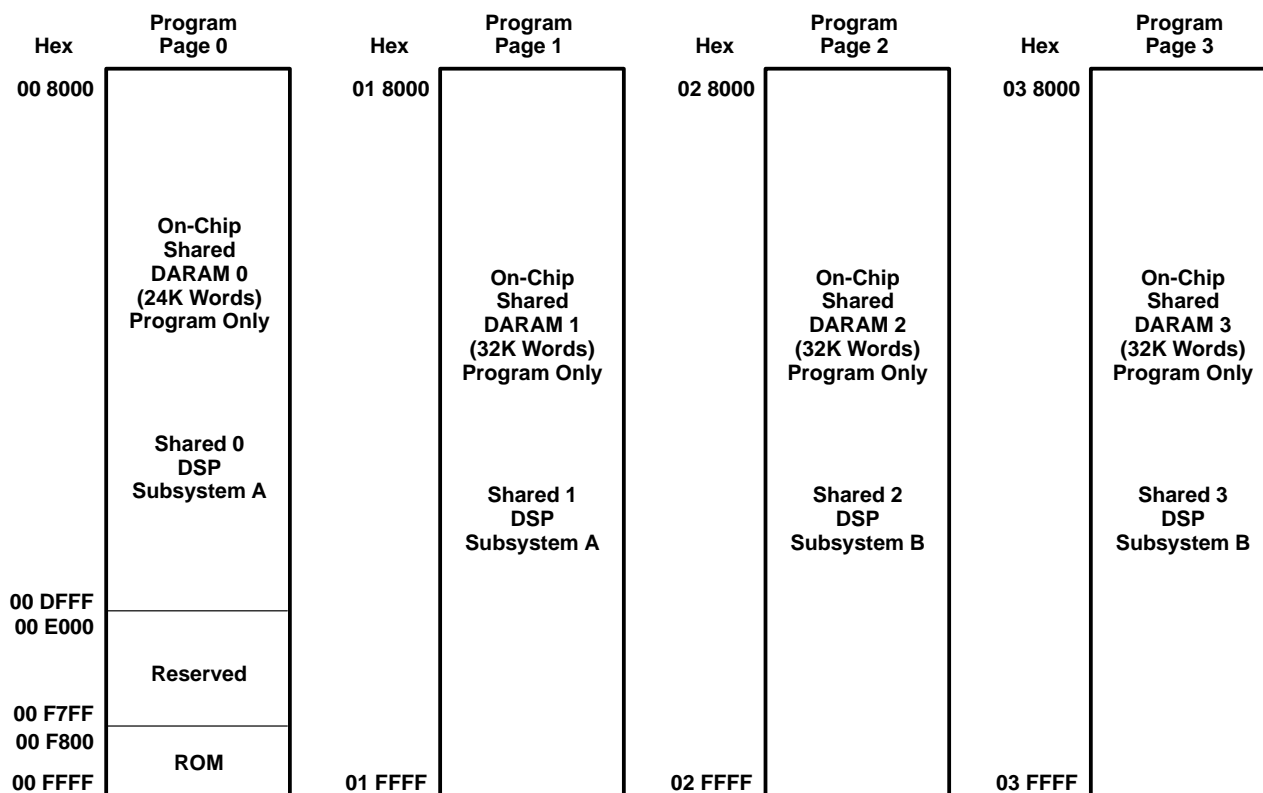 Hex
Program
Page 0
00 8000
On-Chip
Shared
DARAM 0
(24K Words)
Program Only
Shared 0
DSP
Subsystem A
00 DFFF
00 E000
Reserved
00 F7FF
00 F800
ROM
00 FFFF
Hex
Program
Page 1
01 8000
On-Chip
Shared
DARAM 1
(32K Words)
Program Only
Shared 1
DSP
Subsystem A
01 FFFF
Hex
Program
Page 2
02 8000
On-Chip
Shared
DARAM 2
(32K Words)
Program Only
Shared 2
DSP
Subsystem B
02 FFFF
Hex
Program
Page 3
03 8000
On-Chip
Shared
DARAM 3
(32K Words)
Program Only
Shared 3
DSP
Subsystem B
03 FFFF